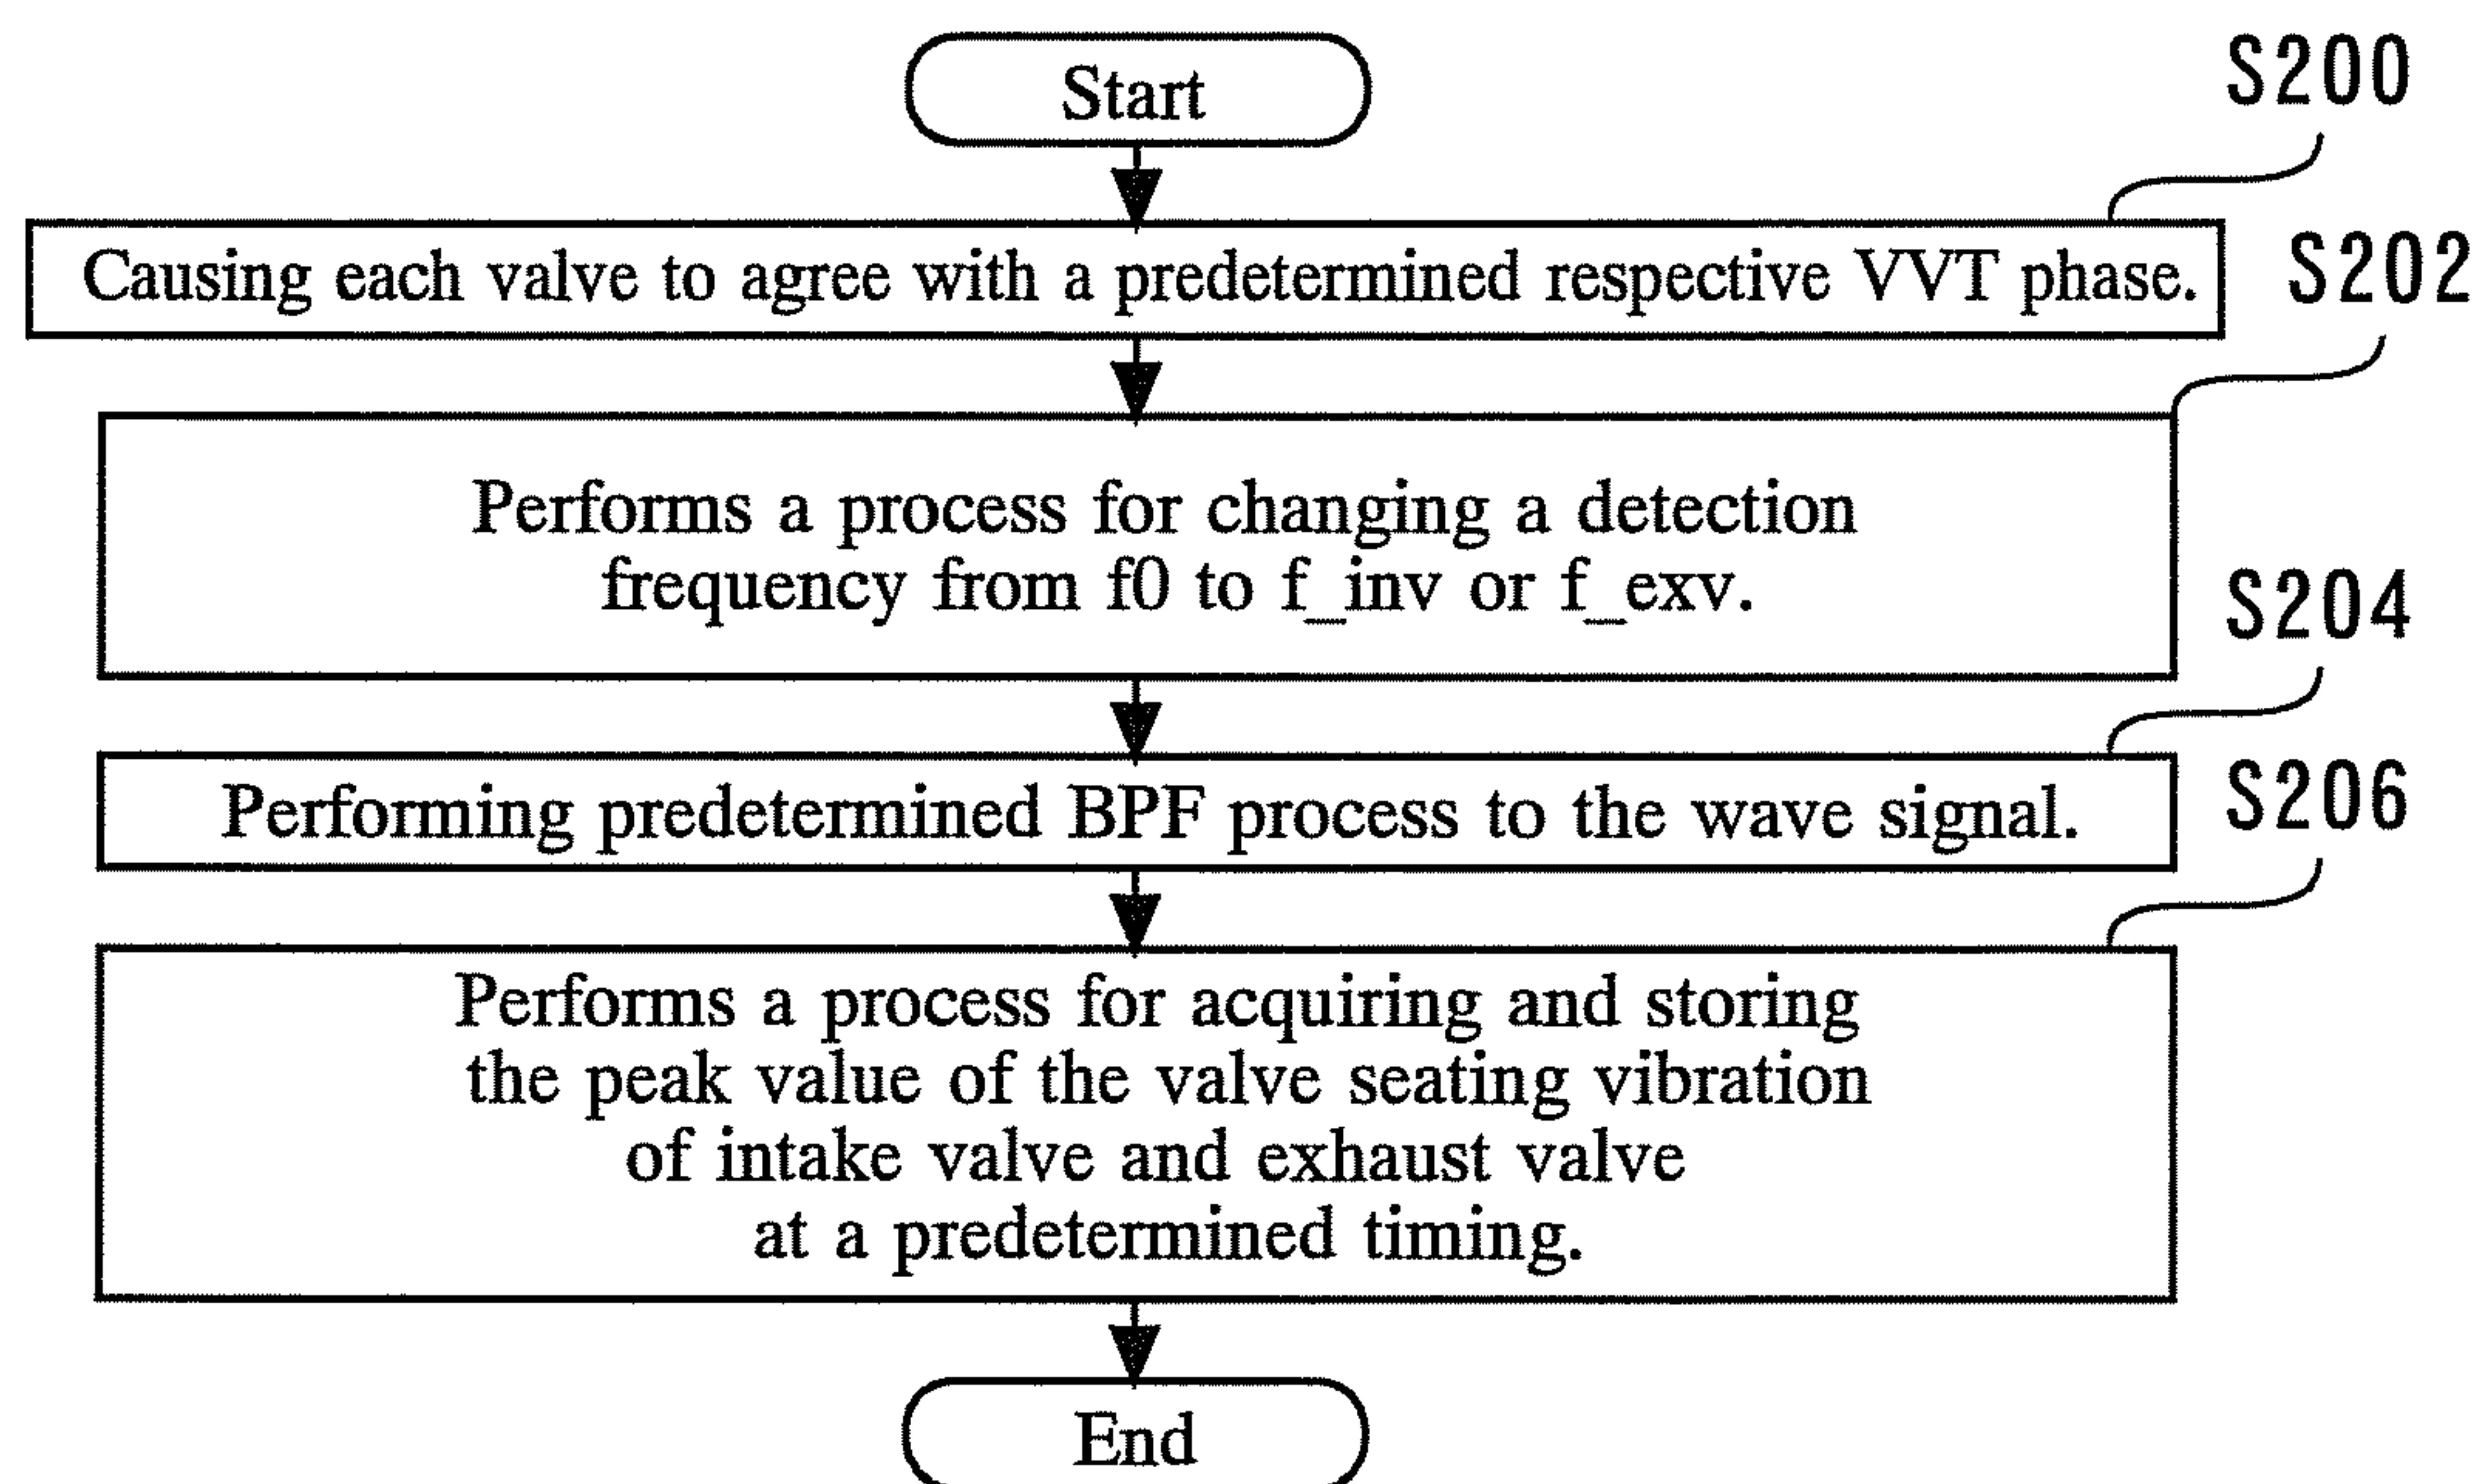 Start
S200
Causing each valve to agree with a predetermined respective VVT phase.
S202
Performs a process for changing a detection
frequency from f0 to f_inv or f_exv.
S204
Performing predetermined BPF process to the wave signal.
S206
Performs a process for acquiring and storing
the peak value of the valve seating vibration
of intake valve and exhaust valve
at a predetermined timing.
End